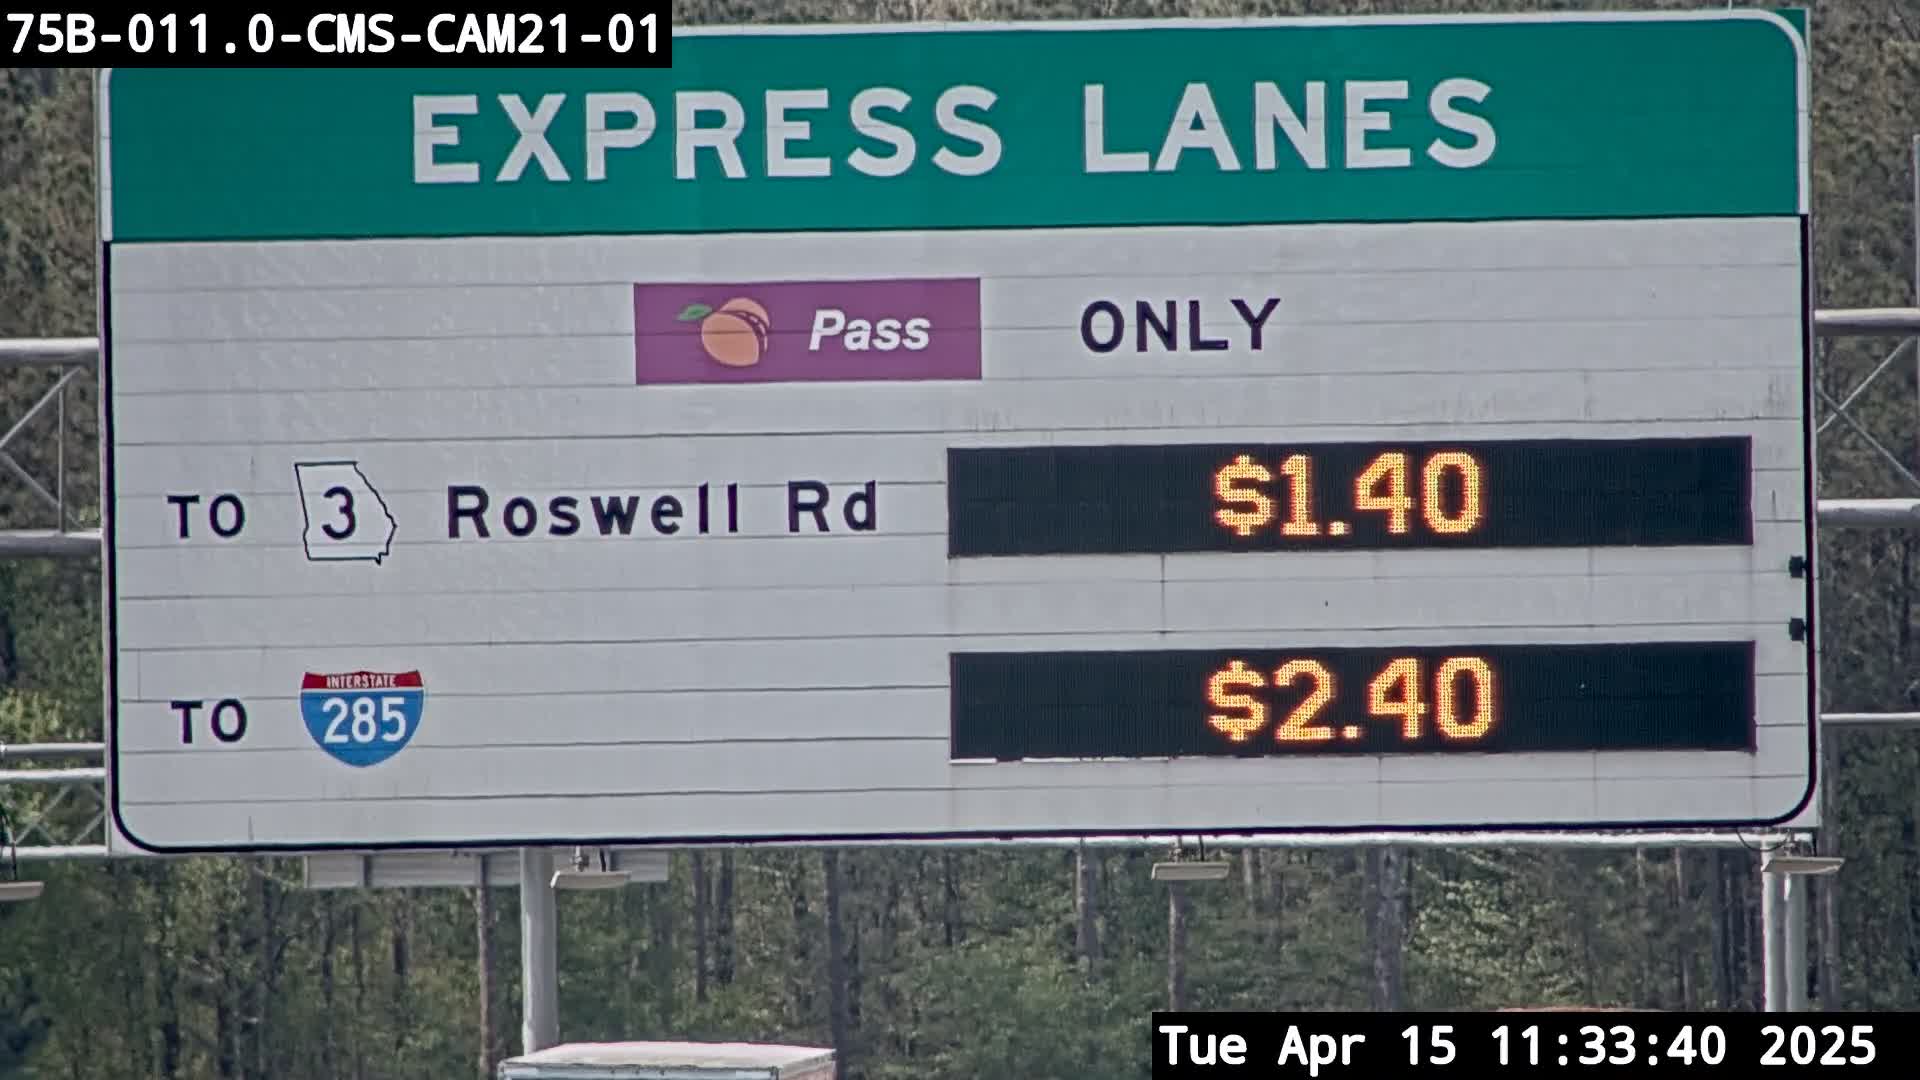 75B-011.0-CMS-CAM21-01
EXPRESS LANES
Pass ONLY
TO 3 Roswell Rd $1.40
INTERSTATE
TO 285 $2.40
Tue Apr 15 11:33:40 2025